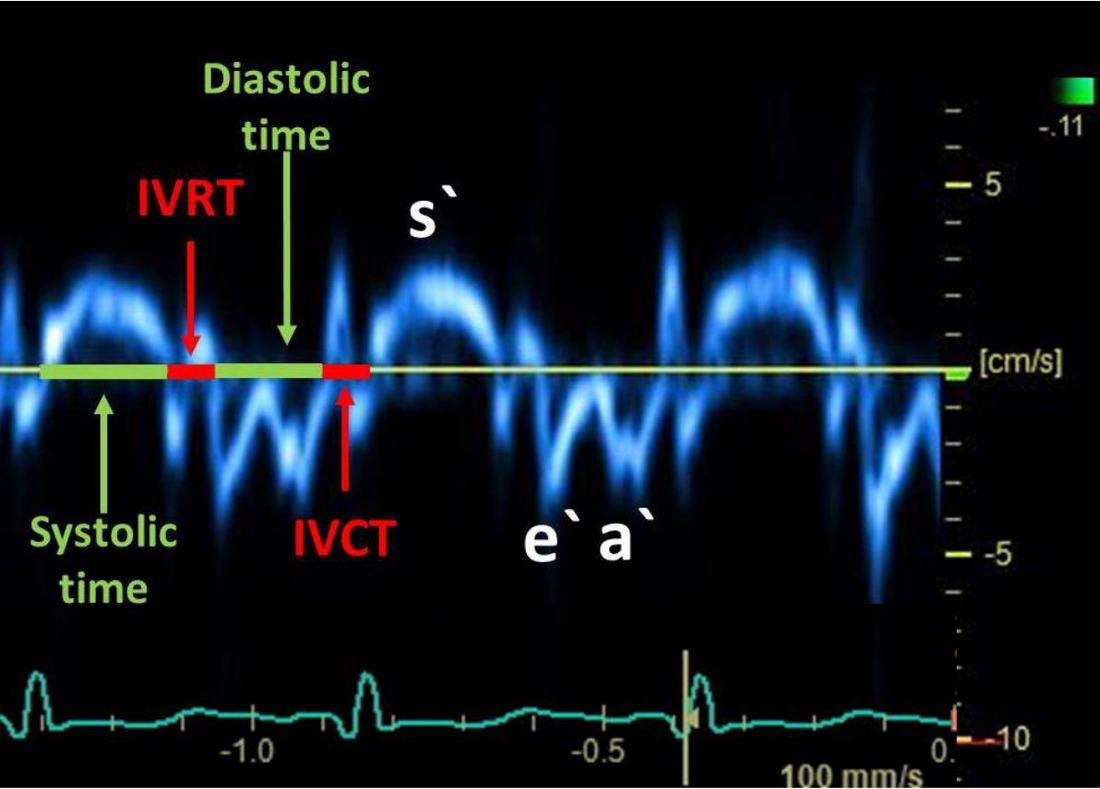 Diastolic
time
IVRT
s`
-.11
5
[cm/s]
Systolic
time
IVCT
e` a`
-5
-10
-1.0
-0.5
0.
100 mm/s